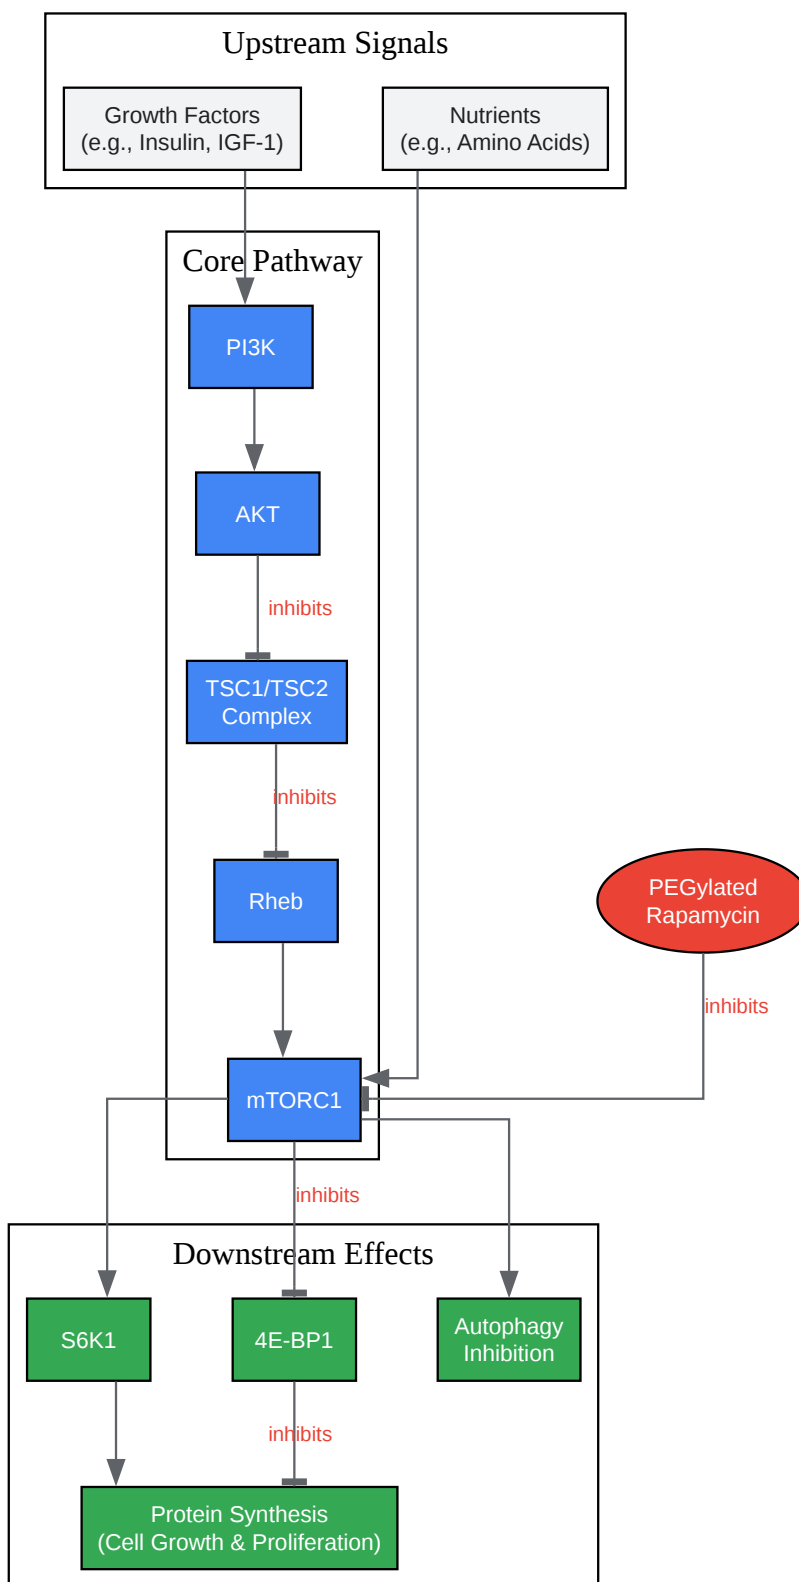 Upstream Signals
Growth Factors
(e.g., Insulin, IGF-1)
Nutrients
(e.g., Amino Acids)
Core Pathway
PI3K
AKT
inhibits
TSC1/TSC2
Complex
inhibits
Rheb
PEGylated
Rapamycin
inhibits
mTORC1
inhibits
Downstream Effects
S6K1
4E-BP1
Autophagy
Inhibition
inhibits
Protein Synthesis
(Cell Growth & Proliferation)